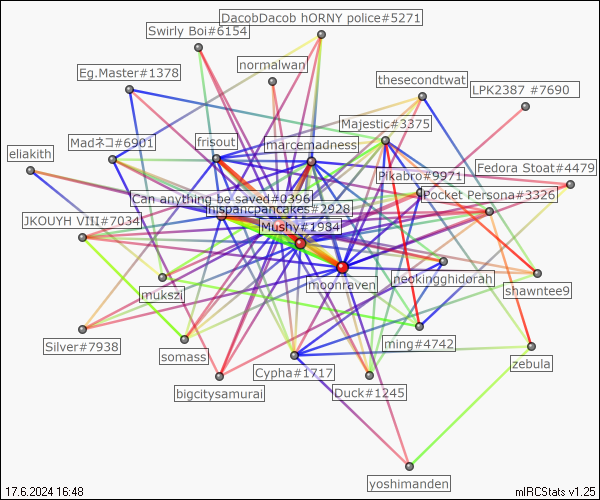 DacobDacob hORNY police#5271
Swirly Boi#6154
normalwan
Eg.Master#1378
thesecondtwat
LPK2387 #7690
Majestic#3375
Madネコ#6901
frisout
marcemadness
eliakith
Pikabro#9971
Fedora Stoat#4479
Can anything be saved#0396
Pocket Persona#3326
hispancpancakes#2928
JKOUYH VIII#7034
Mushy#1984
moonraven
neokingghidorah
mukszi
shawntee9
Silver#7938
somass
ming#4742
Cypha#1717
zebula
bigcitysamurai
Duck#1245
yoshimanden
17.6.2024 16:48
mIRCStats v1.25